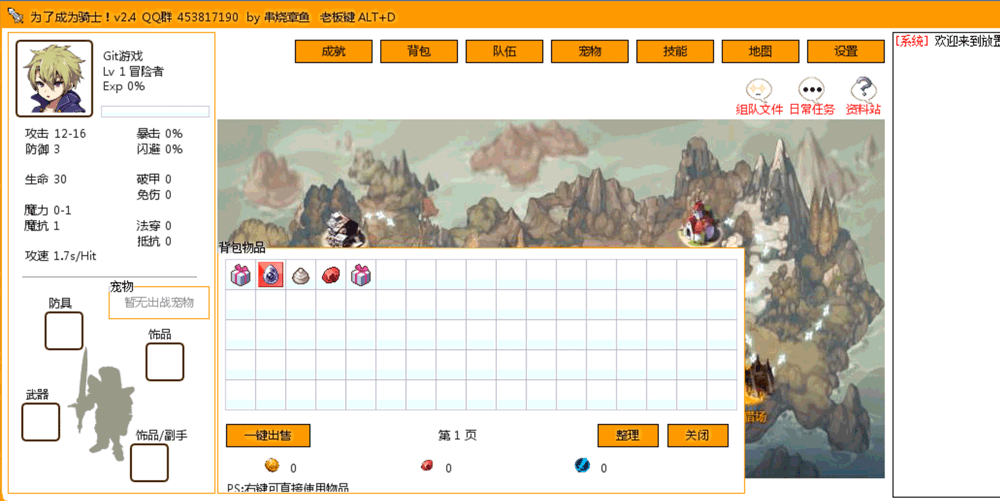 为了成为骑士！v2.4 QQ群 453817190 by 串烧章鱼 老板键 ALT+D
Git游戏
Lv 1 冒险者
Exp 0%
成就 背包 队伍 宠物 技能 地图 设置
组队文件 日常任务 资料站
攻击 12-16 暴击 0%
防御 3 闪避 0%
生命 30 破甲 0
免伤 0
魔力 0-1
魔抗 1 法穿 0
抵抗 0
攻速 1.7s/Hit
宠物
暂无出战宠物
防具
饰品
武器
饰品/副手
背包物品
一键出售 第 1 页 整理 关闭
0 0 0
PS:右键可直接使用物品
猎场
[系统] 欢迎来到放置